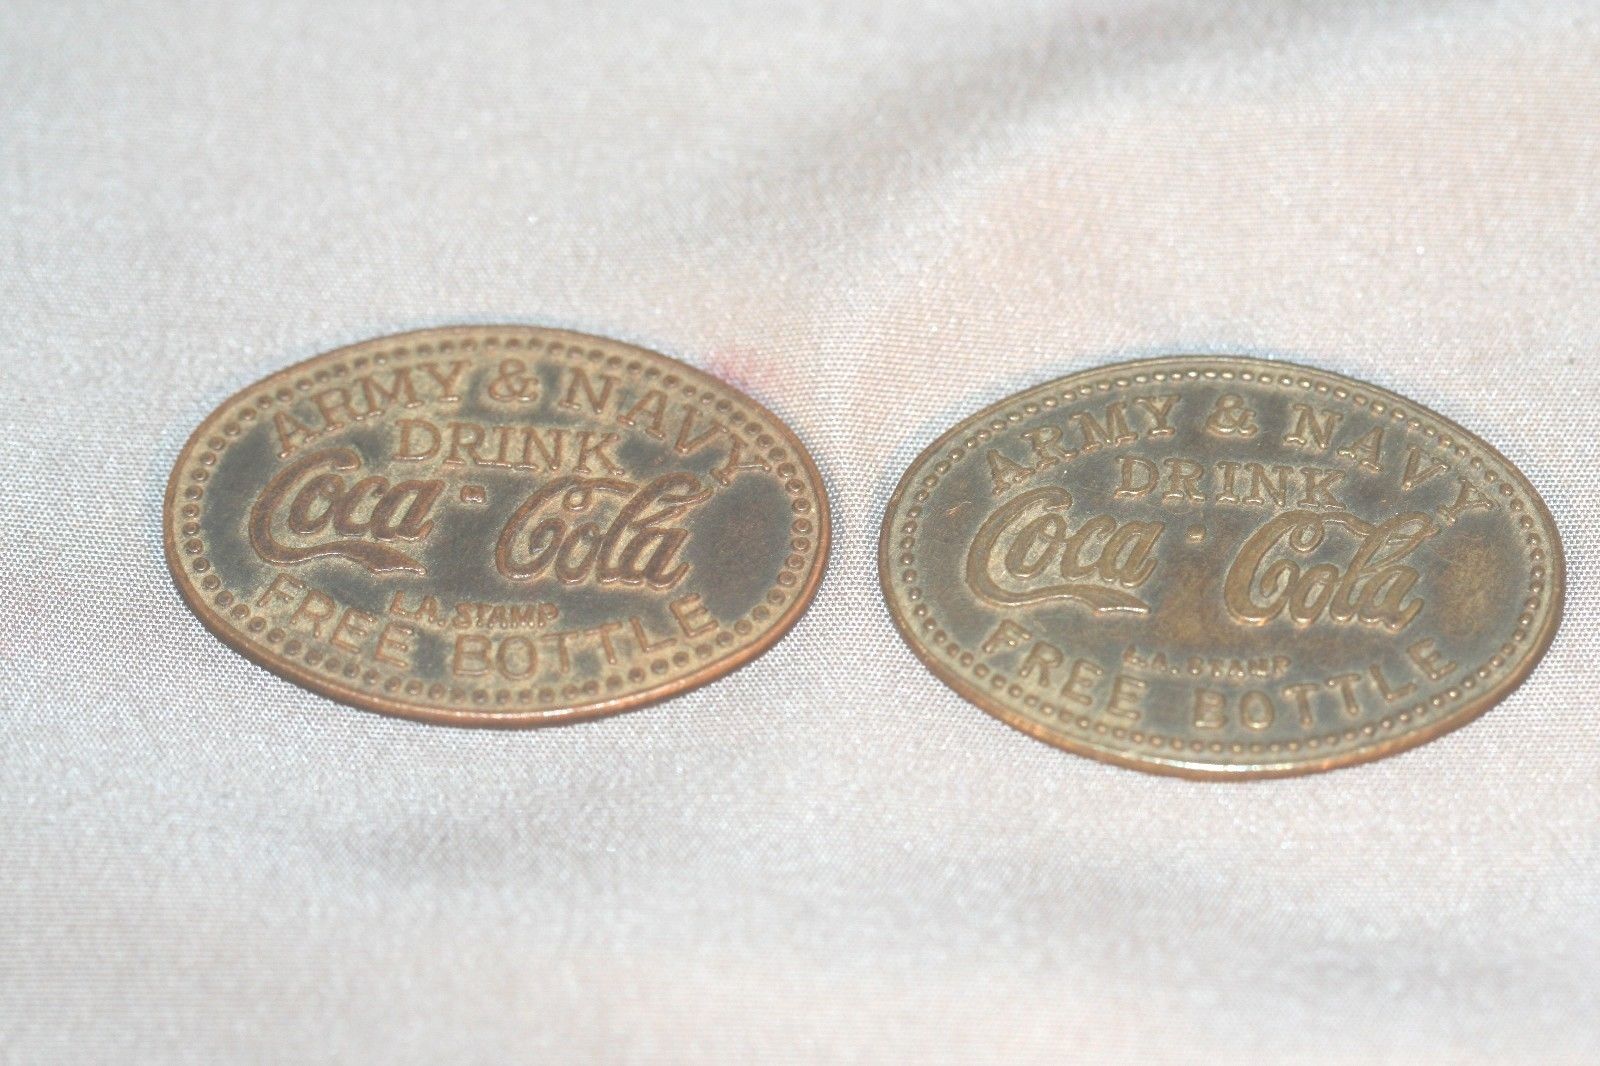 ARMY & NAVY
DRINK
Coca-Cola
L.A. STAMP
FREE BOTTLE
ARMY & NAVY
DRINK
Coca-Cola
L.A. STAMP
FREE BOTTLE